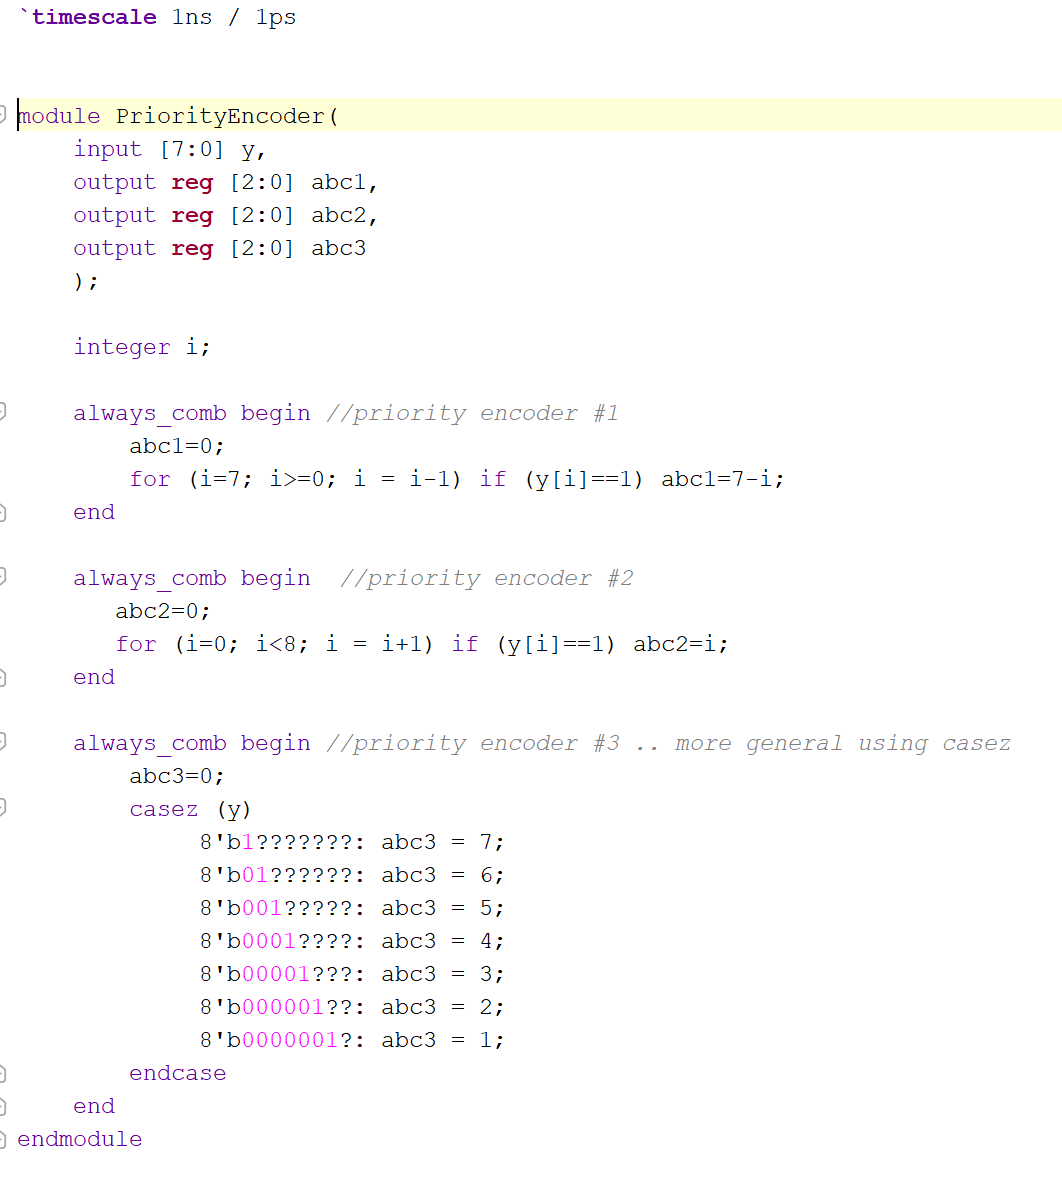 `timescale 1ns / 1ps
module PriorityEncoder(
input [7:0] y,
output reg [2:0] abc1,
output reg [2:0] abc2,
output reg [2:0] abc3
);
integer i;
always_comb begin //priority encoder #1
abc1=0;
for (i=7; i>=0; i = i-1) if (y[i]==1) abc1=7-i;
end
always_comb begin  //priority encoder #2
abc2=0;
for (i=0; i<8; i = i+1) if (y[i]==1) abc2=i;
end
always_comb begin //priority encoder #3 .. more general using casez
abc3=0;
casez (y)
8'b1???????: abc3 = 7;
8'b01??????: abc3 = 6;
8'b001?????: abc3 = 5;
8'b0001????: abc3 = 4;
8'b00001???: abc3 = 3;
8'b000001??: abc3 = 2;
8'b0000001?: abc3 = 1;
endcase
end
endmodule